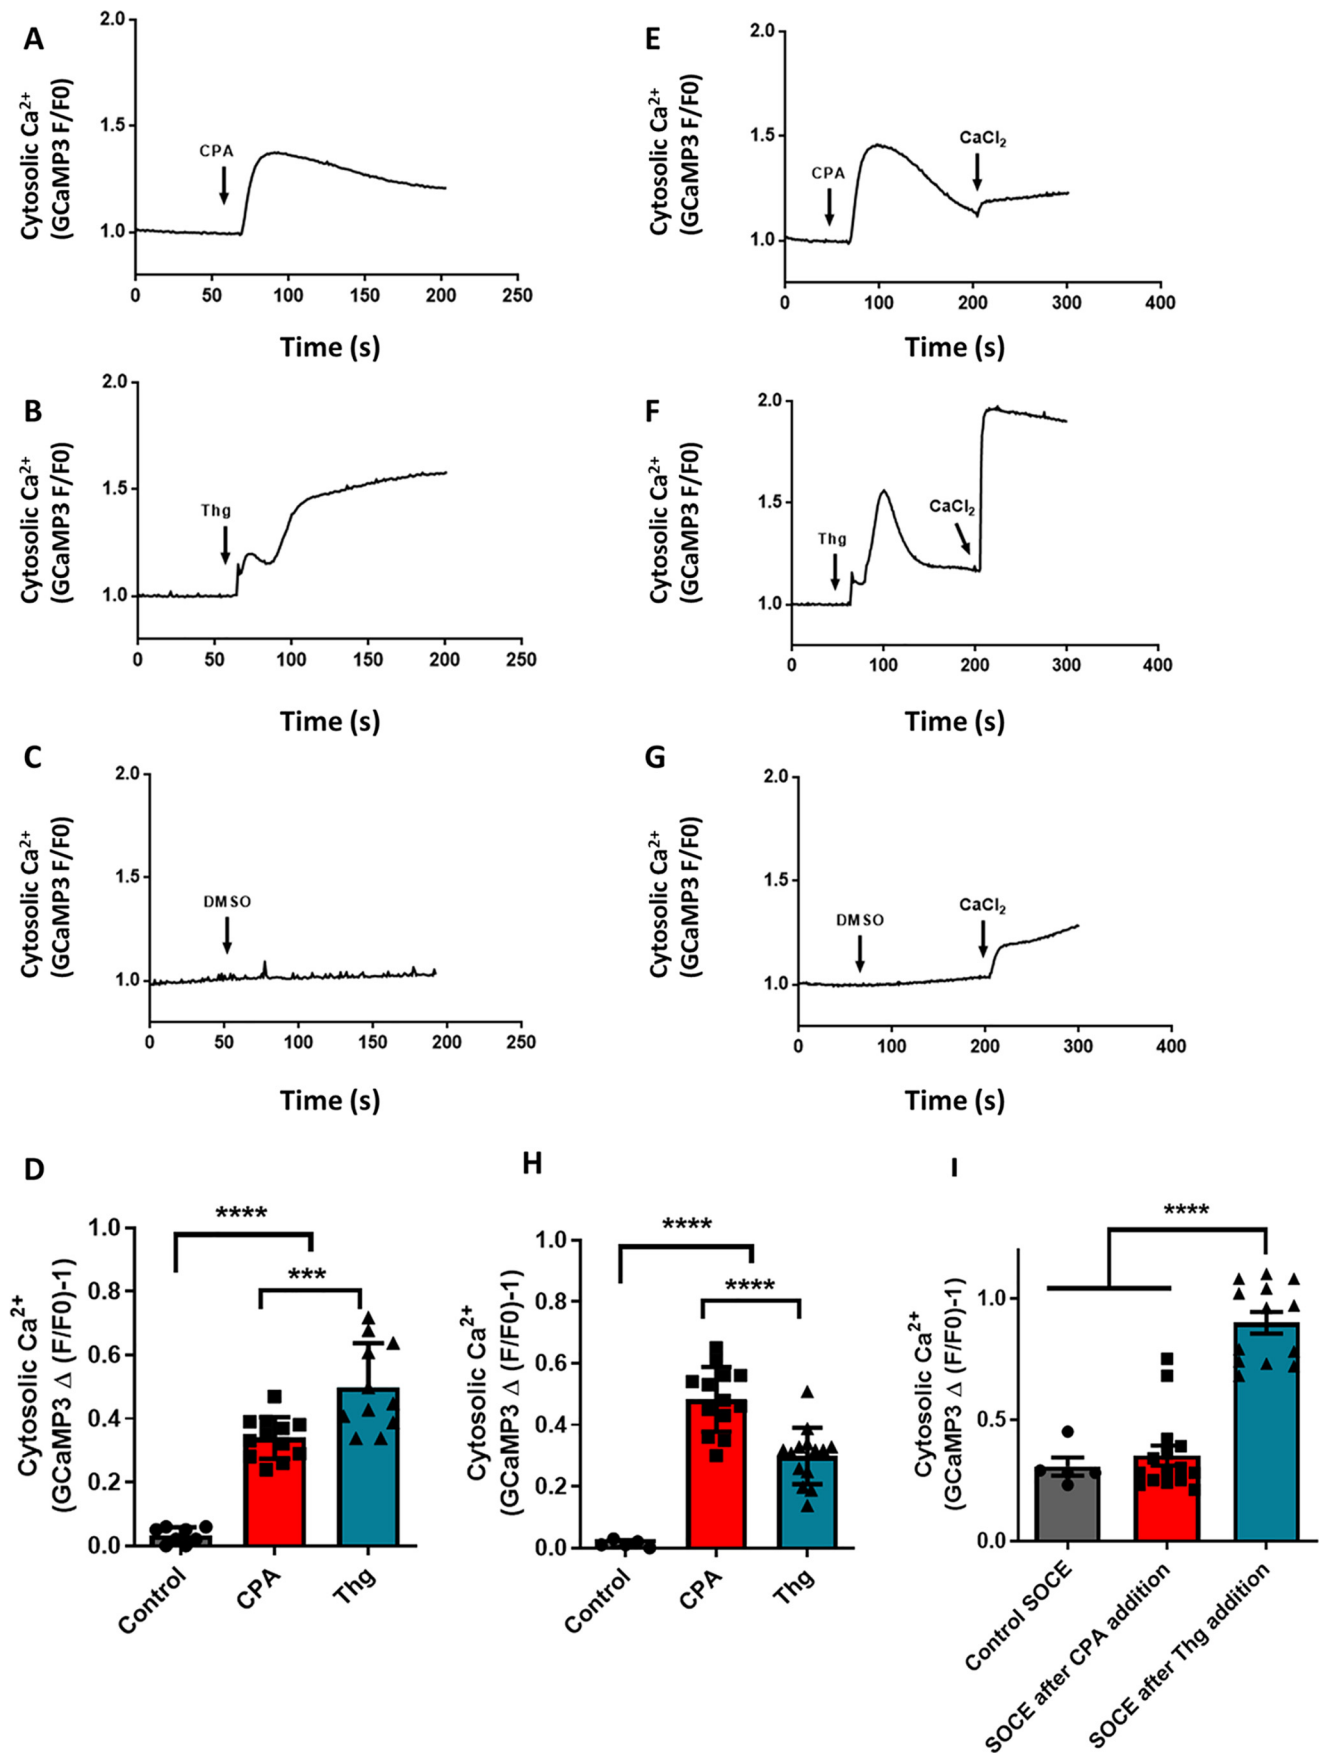 A
Cytosolic Ca2+
(GCaMP3 F/F0)
2.0
1.5
1.0
CPA
0 50 100 150 200 250
Time (s)
E
Cytosolic Ca2+
(GCaMP3 F/F0)
2.0
1.5
1.0
CPA
CaCl2
0 100 200 300 400
Time (s)
B
Cytosolic Ca2+
(GCaMP3 F/F0)
2.0
1.5
1.0
Thg
0 50 100 150 200 250
Time (s)
F
Cytosolic Ca2+
(GCaMP3 F/F0)
2.0
1.5
1.0
Thg
CaCl2
0 100 200 300 400
Time (s)
C
Cytosolic Ca2+
(GCaMP3 F/F0)
2.0
1.5
1.0
DMSO
0 50 100 150 200 250
Time (s)
G
Cytosolic Ca2+
(GCaMP3 F/F0)
2.0
1.5
1.0
DMSO
CaCl2
0 100 200 300 400
Time (s)
D
Cytosolic Ca2+
(GCaMP3 Δ (F/F0)-1)
1.0
0.8
0.6
0.4
0.2
0.0
****
***
Control
CPA
Thg
H
Cytosolic Ca2+
(GCaMP3 Δ (F/F0)-1)
1.0
0.8
0.6
0.4
0.2
0.0
****
****
Control
CPA
Thg
I
Cytosolic Ca2+
(GCaMP3 Δ (F/F0)-1)
1.0
0.5
0.0
****
Control SOCE
SOCE after CPA addition
SOCE after Thg addition